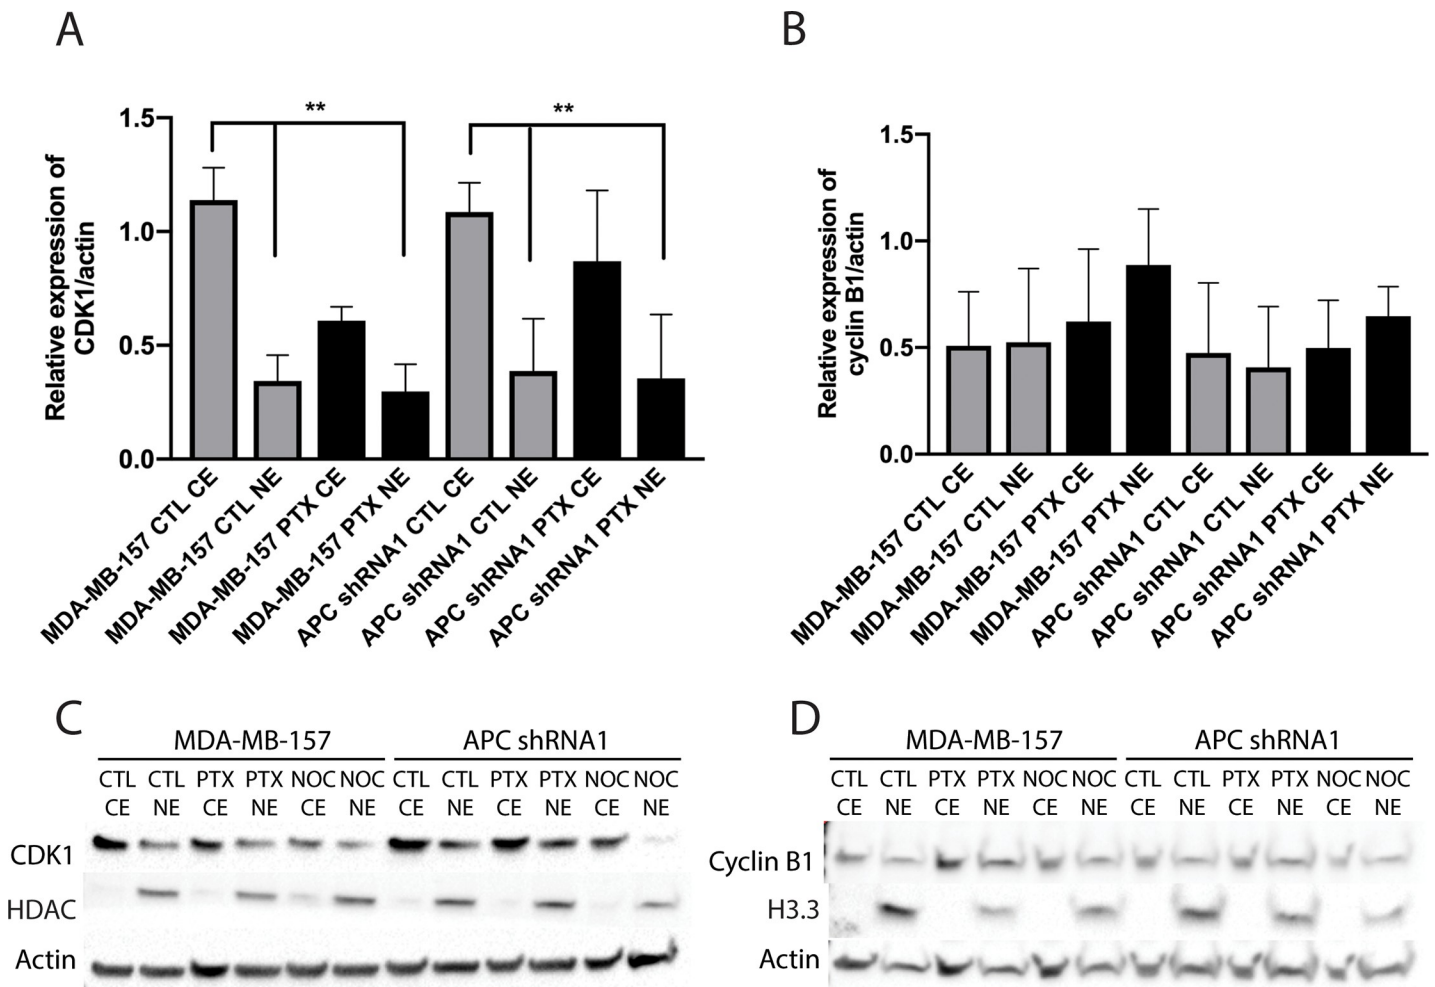 A
1.5
1.0
0.5
0.0
Relative expression of
CDK1/actin
**
**
MDA-MB-157 CTL CE
MDA-MB-157 CTL NE
MDA-MB-157 PTX CE
MDA-MB-157 PTX NE
APC shRNA1 CTL CE
APC shRNA1 CTL NE
APC shRNA1 PTX CE
APC shRNA1 PTX NE
B
1.5
1.0
0.5
0.0
Relative expression of
cyclin B1/actin
MDA-MB-157 CTL CE
MDA-MB-157 CTL NE
MDA-MB-157 PTX CE
MDA-MB-157 PTX NE
APC shRNA1 CTL CE
APC shRNA1 CTL NE
APC shRNA1 PTX CE
APC shRNA1 PTX NE
C
MDA-MB-157 APC shRNA1
CTL CTL PTX PTX NOC NOC CTL CTL PTX PTX NOC NOC
CE NE CE NE CE NE CE NE CE NE CE NE
CDK1
HDAC
Actin
D
MDA-MB-157 APC shRNA1
CTL CTL PTX PTX NOC NOC CTL CTL PTX PTX NOC NOC
CE NE CE NE CE NE CE NE CE NE CE NE
Cyclin B1
H3.3
Actin